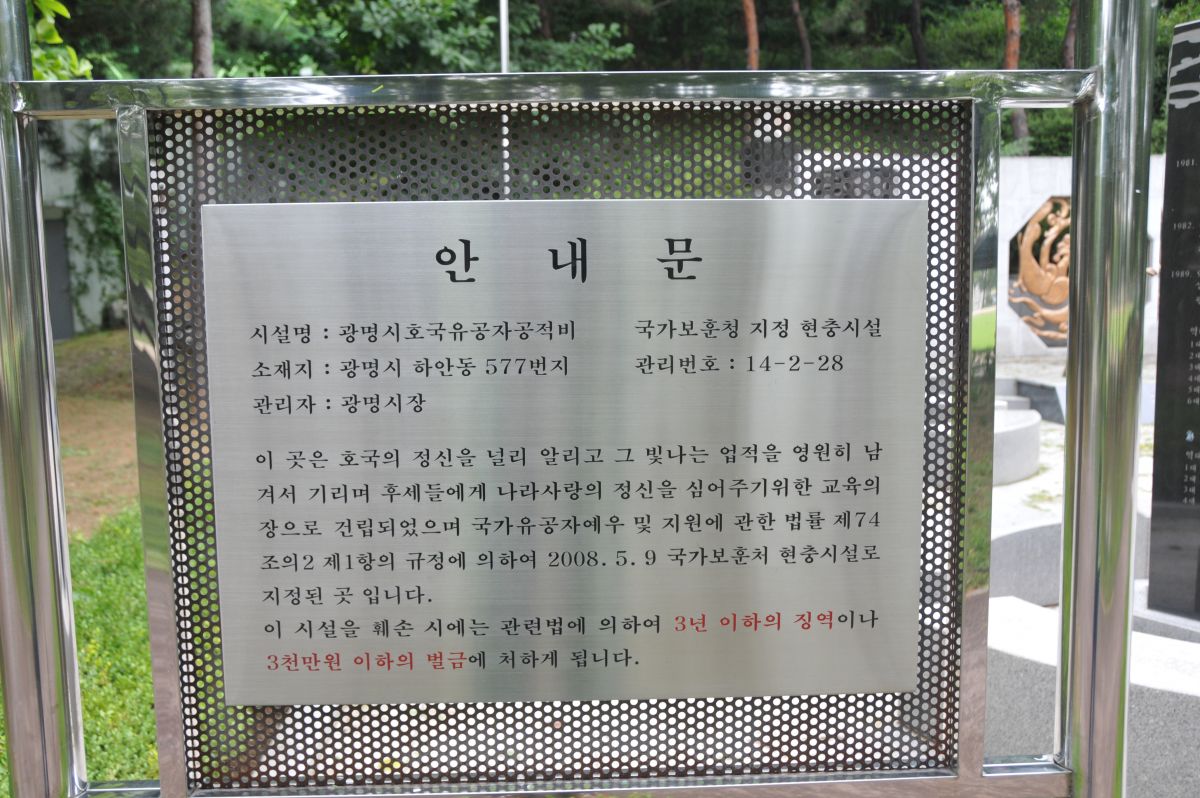 안 내 문
시설명 : 광명시호국유공자공적비 국가보훈청 지정 현충시설
소재지 : 광명시 하안동 577번지 관리번호 : 14-2-28
관리자 : 광명시장
이 곳은 호국의 정신을 널리 알리고 그 빛나는 업적을 영원히 남
겨서 기리며 후세들에게 나라사랑의 정신을 심어주기위한 교육의
장으로 건립되었으며 국가유공자예우 및 지원에 관한 법률 제74
조의2 제1항의 규정에 의하여 2008. 5. 9 국가보훈처 현충시설로
지정된 곳 입니다.
이 시설을 훼손 시에는 관련법에 의하여 3년 이하의 징역이나
3천만원 이하의 벌금에 처하게 됩니다.
1981.
1982.
1989.